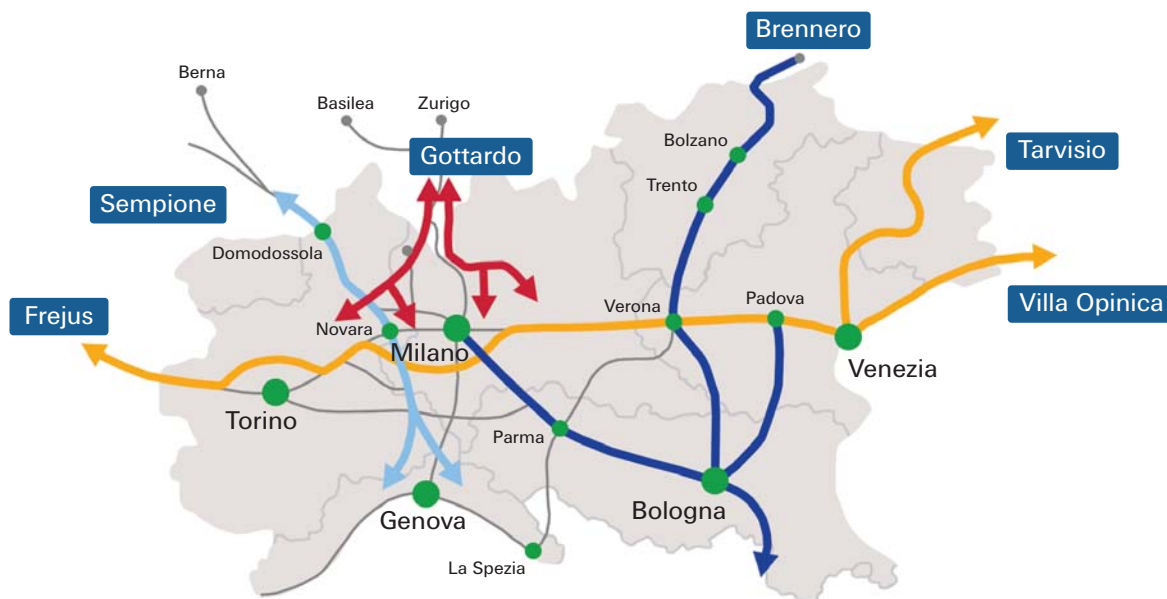 Brennero
Berna
Basilea
Zurigo
Gottardo
Bolzano
Tarvisio
Trento
Sempione
Domodossola
Frejus
Novara
Milano
Verona
Padova
Villa Opinica
Venezia
Torino
Parma
Bologna
Genova
La Spezia